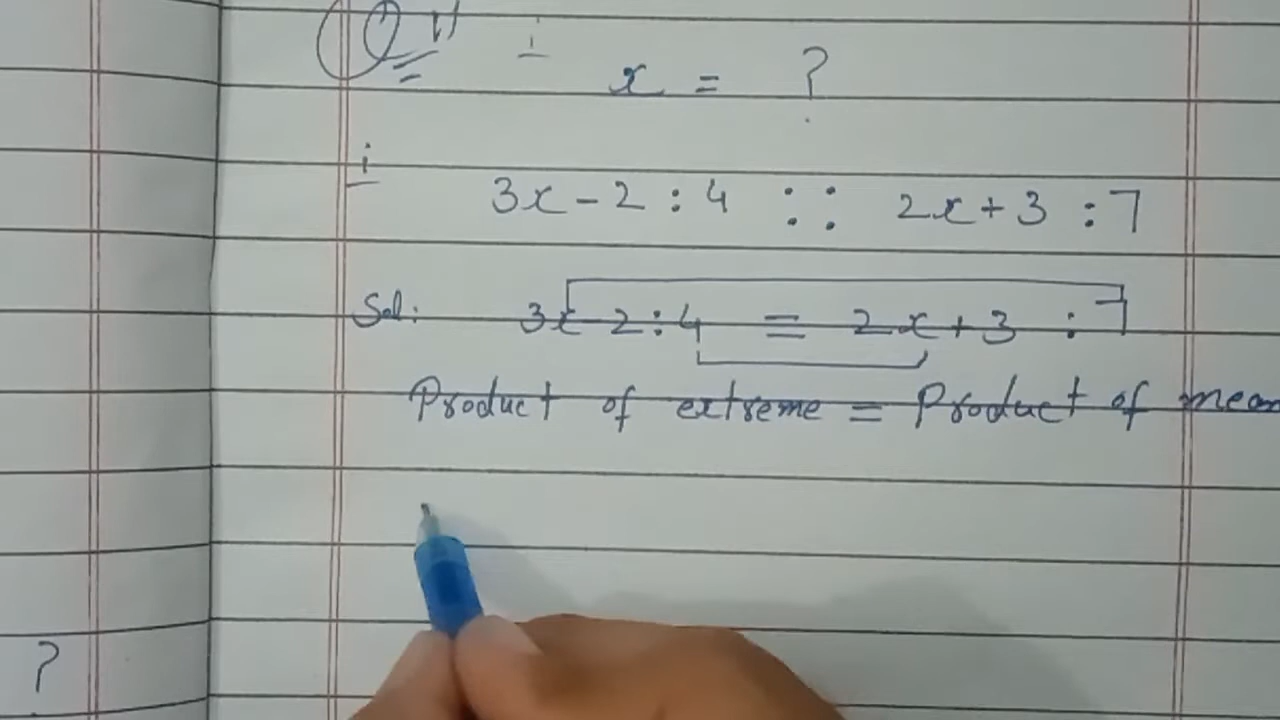 Q1
x = ?
i 3x - 2 : 4 :: 2x + 3 : 7
Sol: 3x - 2 : 4 = 2x + 3 : 7
Product of extreme = Product of mean
?